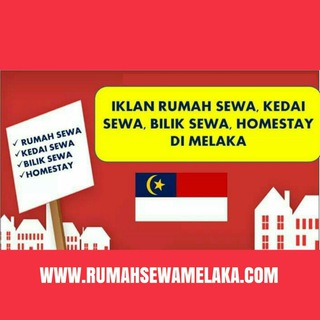 IKLAN RUMAH SEWA, KEDAI
SEWA, BILIK SEWA, HOMESTAY
DI MELAKA
✓ RUMAH SEWA
✓ KEDAI SEWA
✓ BILIK SEWA
✓ HOMESTAY
WWW.RUMAHSEWAMELAKA.COM